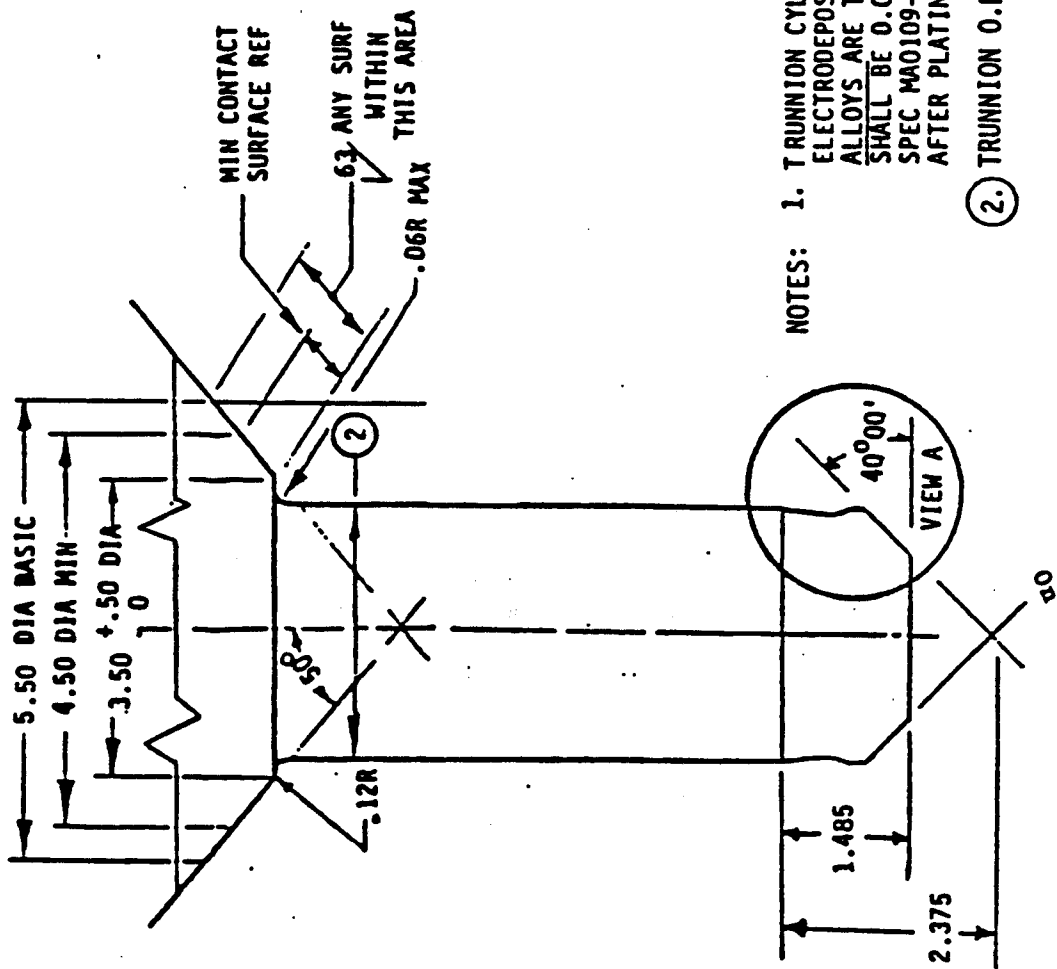 5.50 DIA BASIC
4.50 DIA MIN
3.50 +.50 DIA
0
MIN CONTACT
SURFACE REF
63 ANY SURF
WITHIN
THIS AREA
.06R MAX
2
50°
.12R
40°00'
VIEW A
1.485
2.375
NOTES: 1. TRUNNION CYL
ELECTRODEPOS
ALLOYS ARE T
SHALL BE 0.0
SPEC MA0109-
AFTER PLATIN
2. TRUNNION O.